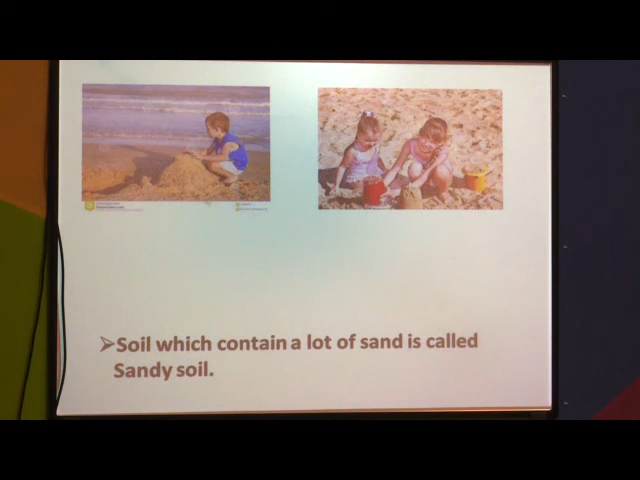 ➢Soil which contain a lot of sand is called
Sandy soil.